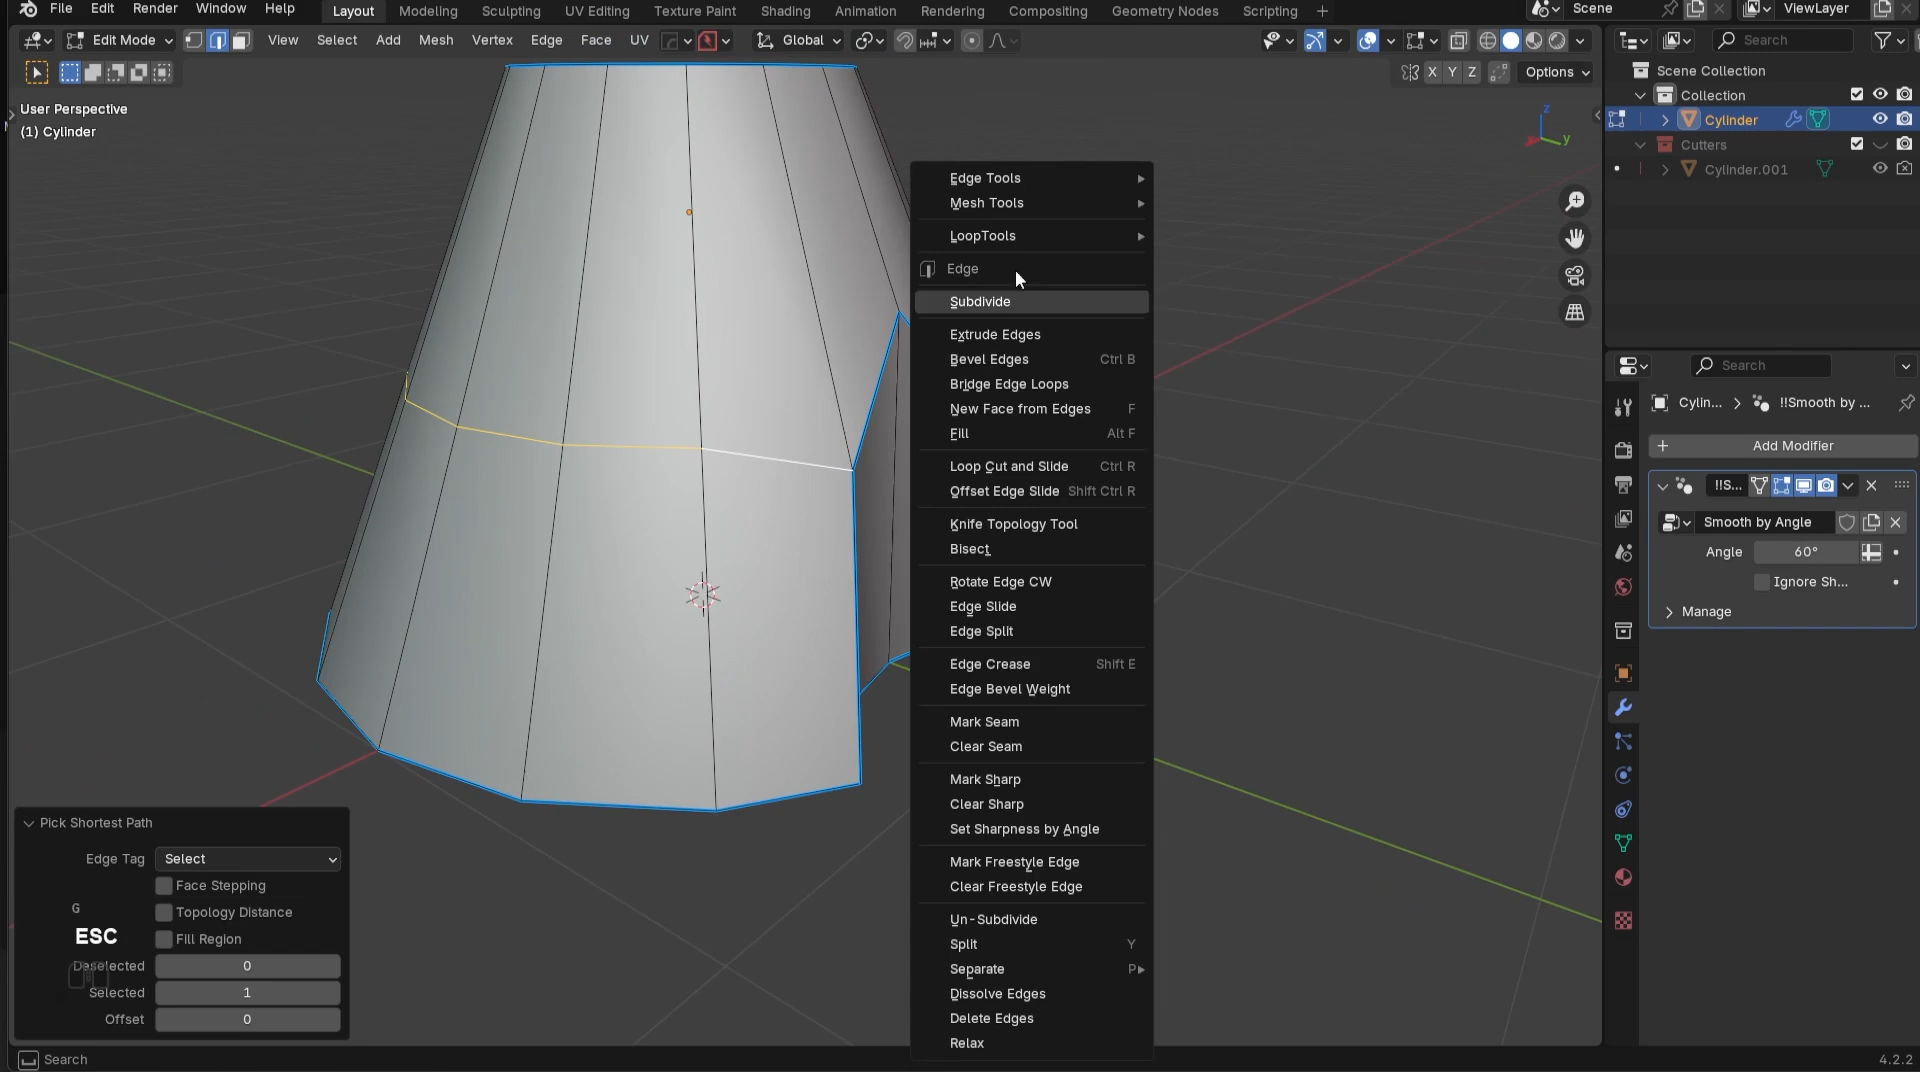 File Edit Render Window Help Layout Modeling Sculpting UV Editing Texture Paint Shading Animation Rendering Compositing Geometry Nodes Scripting + Scene ViewLayer
Edit Mode View Select Add Mesh Vertex Edge Face UV Global Search
X Y Z Options
Scene Collection
Collection
Cylinder
Cutters
Cylinder.001
User Perspective
(1) Cylinder
z
y
Edge Tools
Mesh Tools
LoopTools
Edge
Subdivide
Extrude Edges
Bevel Edges Ctrl B
Bridge Edge Loops
New Face from Edges F
Fill Alt F
Loop Cut and Slide Ctrl R
Offset Edge Slide Shift Ctrl R
Knife Topology Tool
Bisect
Rotate Edge CW
Edge Slide
Edge Split
Edge Crease Shift E
Edge Bevel Weight
Mark Seam
Clear Seam
Mark Sharp
Clear Sharp
Set Sharpness by Angle
Mark Freestyle Edge
Clear Freestyle Edge
Un-Subdivide
Split Y
Separate P
Dissolve Edges
Delete Edges
Relax
Search
Cylin... !!Smooth by ...
+ Add Modifier
!!S...
Smooth by Angle
Angle 60°
Ignore Sh...
Manage
Pick Shortest Path
Edge Tag Select
Face Stepping
G
Topology Distance
ESC
Fill Region
Deselected 0
Selected 1
Offset 0
Search
4.2.2